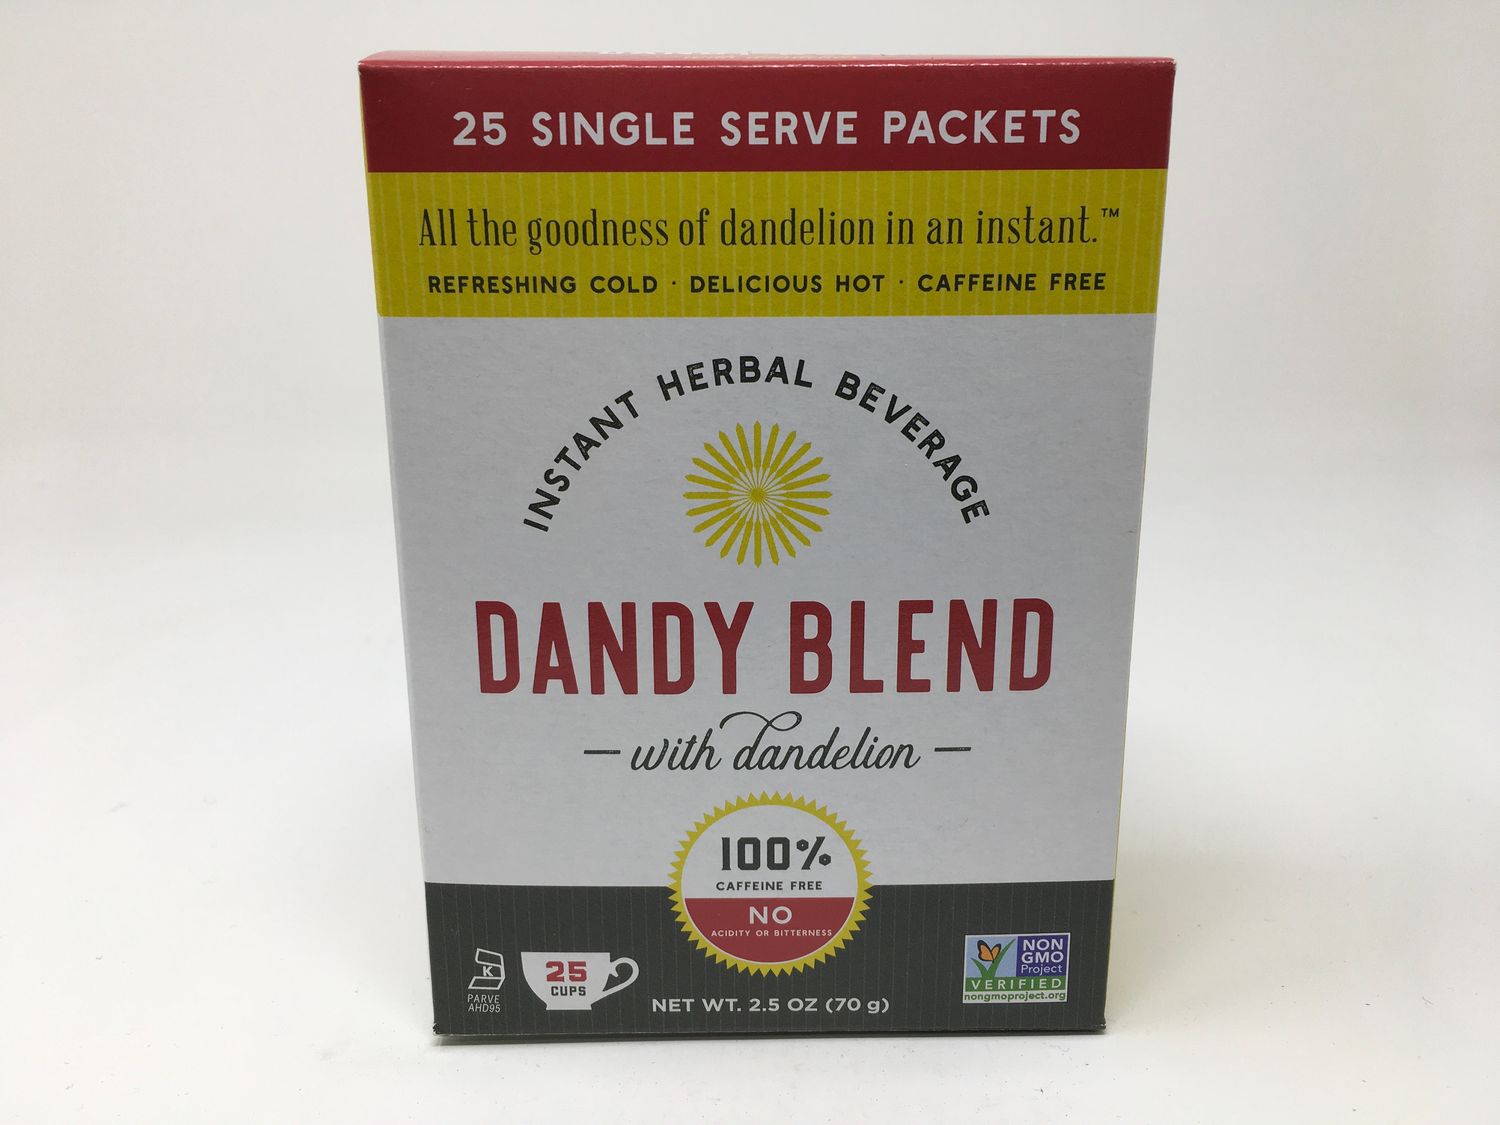 25 SINGLE SERVE PACKETS
All the goodness of dandelion in an instant.™
REFRESHING COLD · DELICIOUS HOT · CAFFEINE FREE
INSTANT HERBAL BEVERAGE
DANDY BLEND
— with dandelion —
100%
CAFFEINE FREE
NO
ACIDITY OR BITTERNESS
K
PARVE
AHD95
25
CUPS
NET WT. 2.5 OZ (70 g)
NON
GMO
Project
VERIFIED
nongmoproject.org